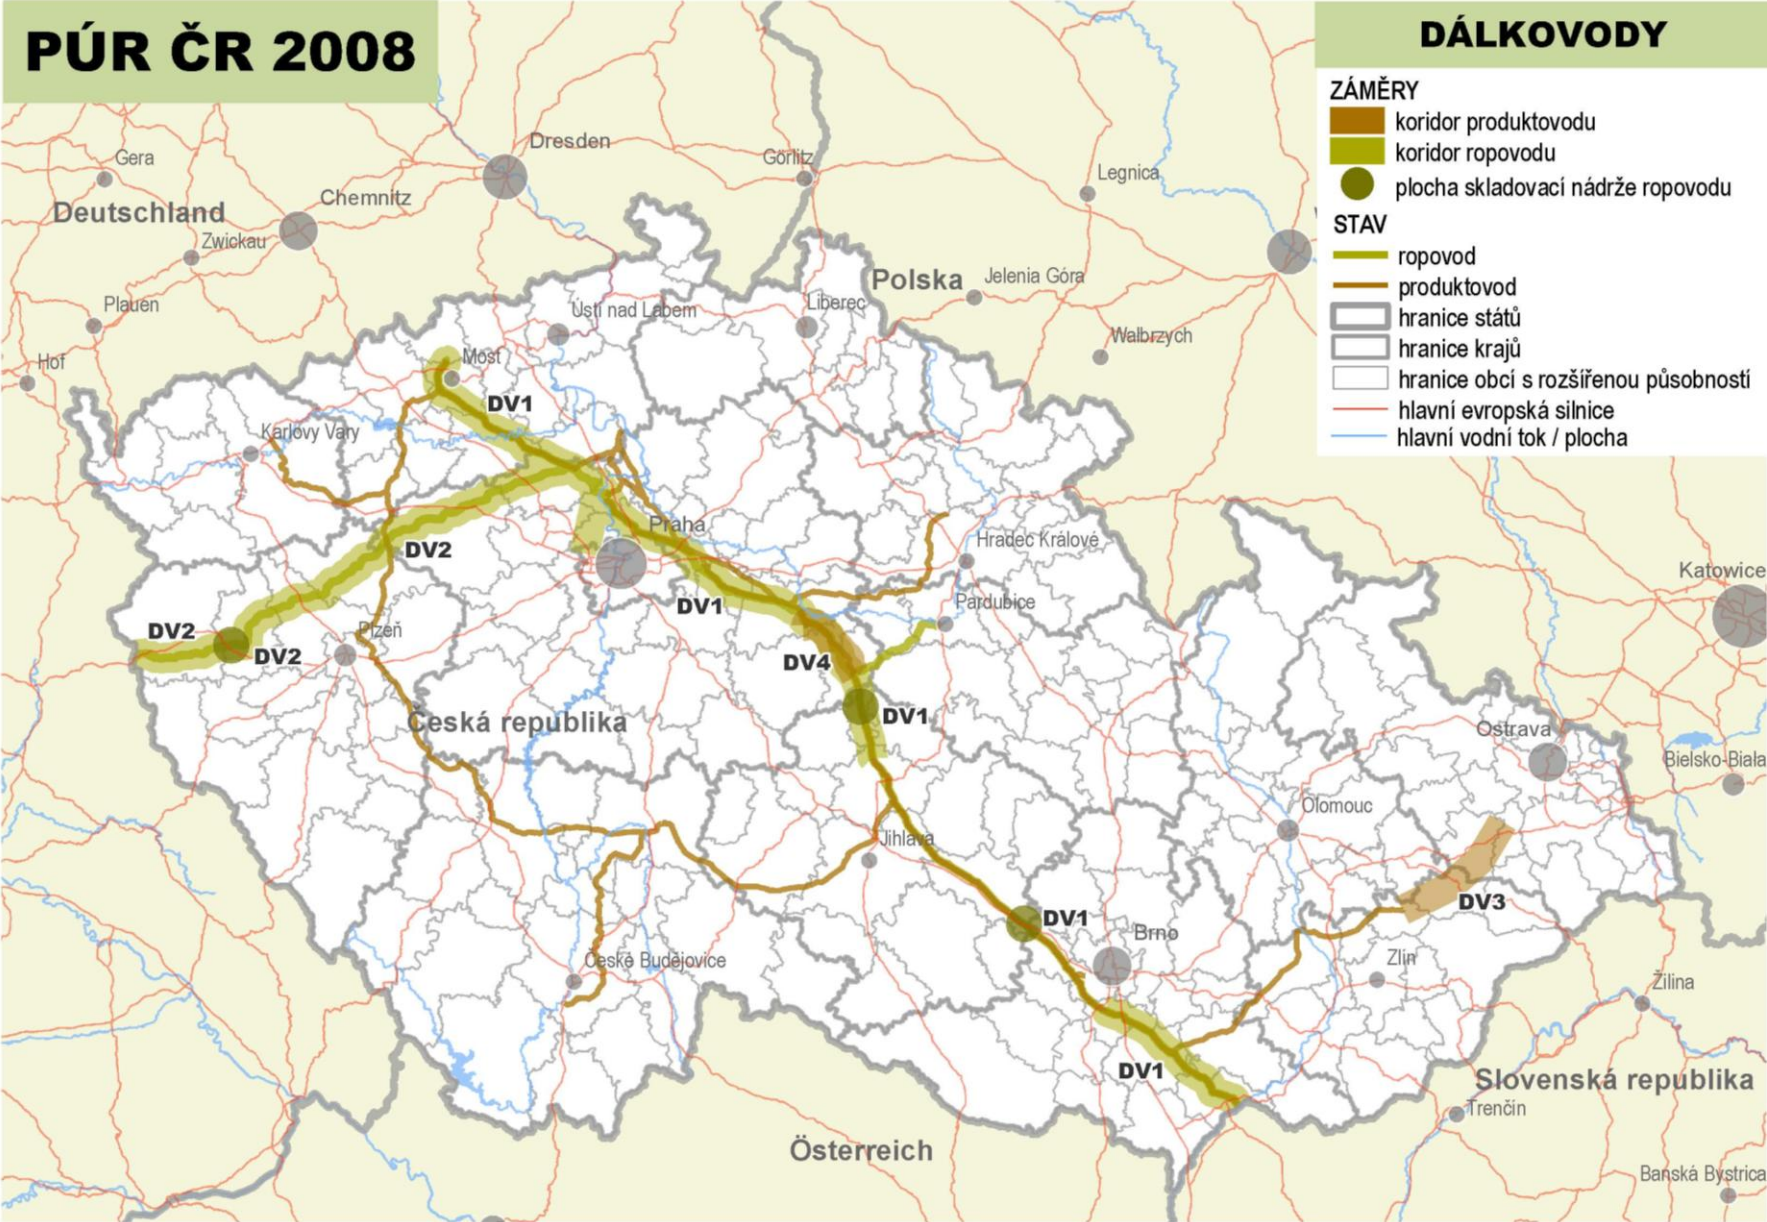 PÚR ČR 2008
DÁLKOVODY
ZÁMĚRY
koridor produktovodu
koridor ropovodu
plocha skladovací nádrže ropovodu
STAV
ropovod
produktovod
hranice států
hranice krajů
hranice obcí s rozšířenou působností
hlavní evropská silnice
hlavní vodní tok / plocha
Dresden
Gera
Görlitz
Legnica
Chemnitz
Deutschland
Zwickau
Polska
Jelenia Góra
Plauen
Ústí nad Labem
Liberec
Wałbrzych
Hof
Most
DV1
Karlovy Vary
Praha
Hradec Králové
DV2
Katowice
DV1
Pardubice
DV2
Plzeň
DV2
DV4
Česká republika
DV1
Ostrava
Bielsko-Biała
Olomouc
Jihlava
DV3
DV1
Brno
České Budějovice
Zlín
Žilina
DV1
Slovenská republika
Trenčín
Österreich
Banská Bystrica